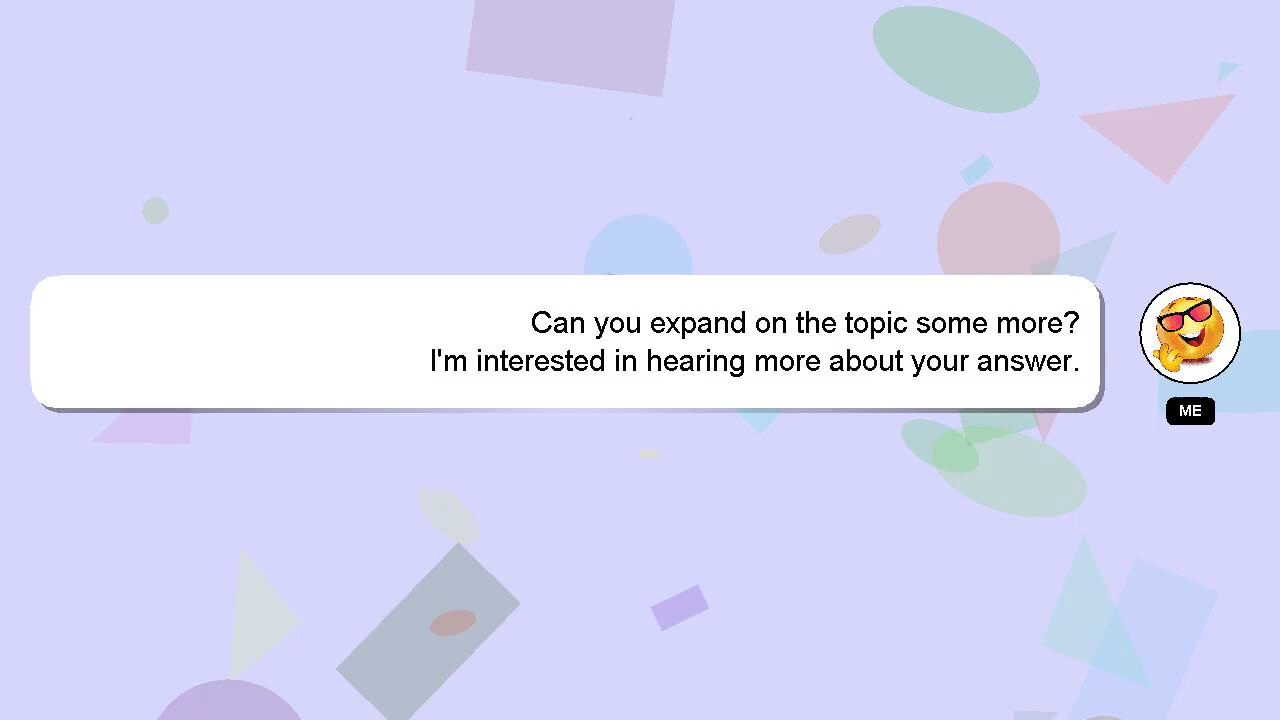 Can you expand on the topic some more?
I'm interested in hearing more about your answer.
ME